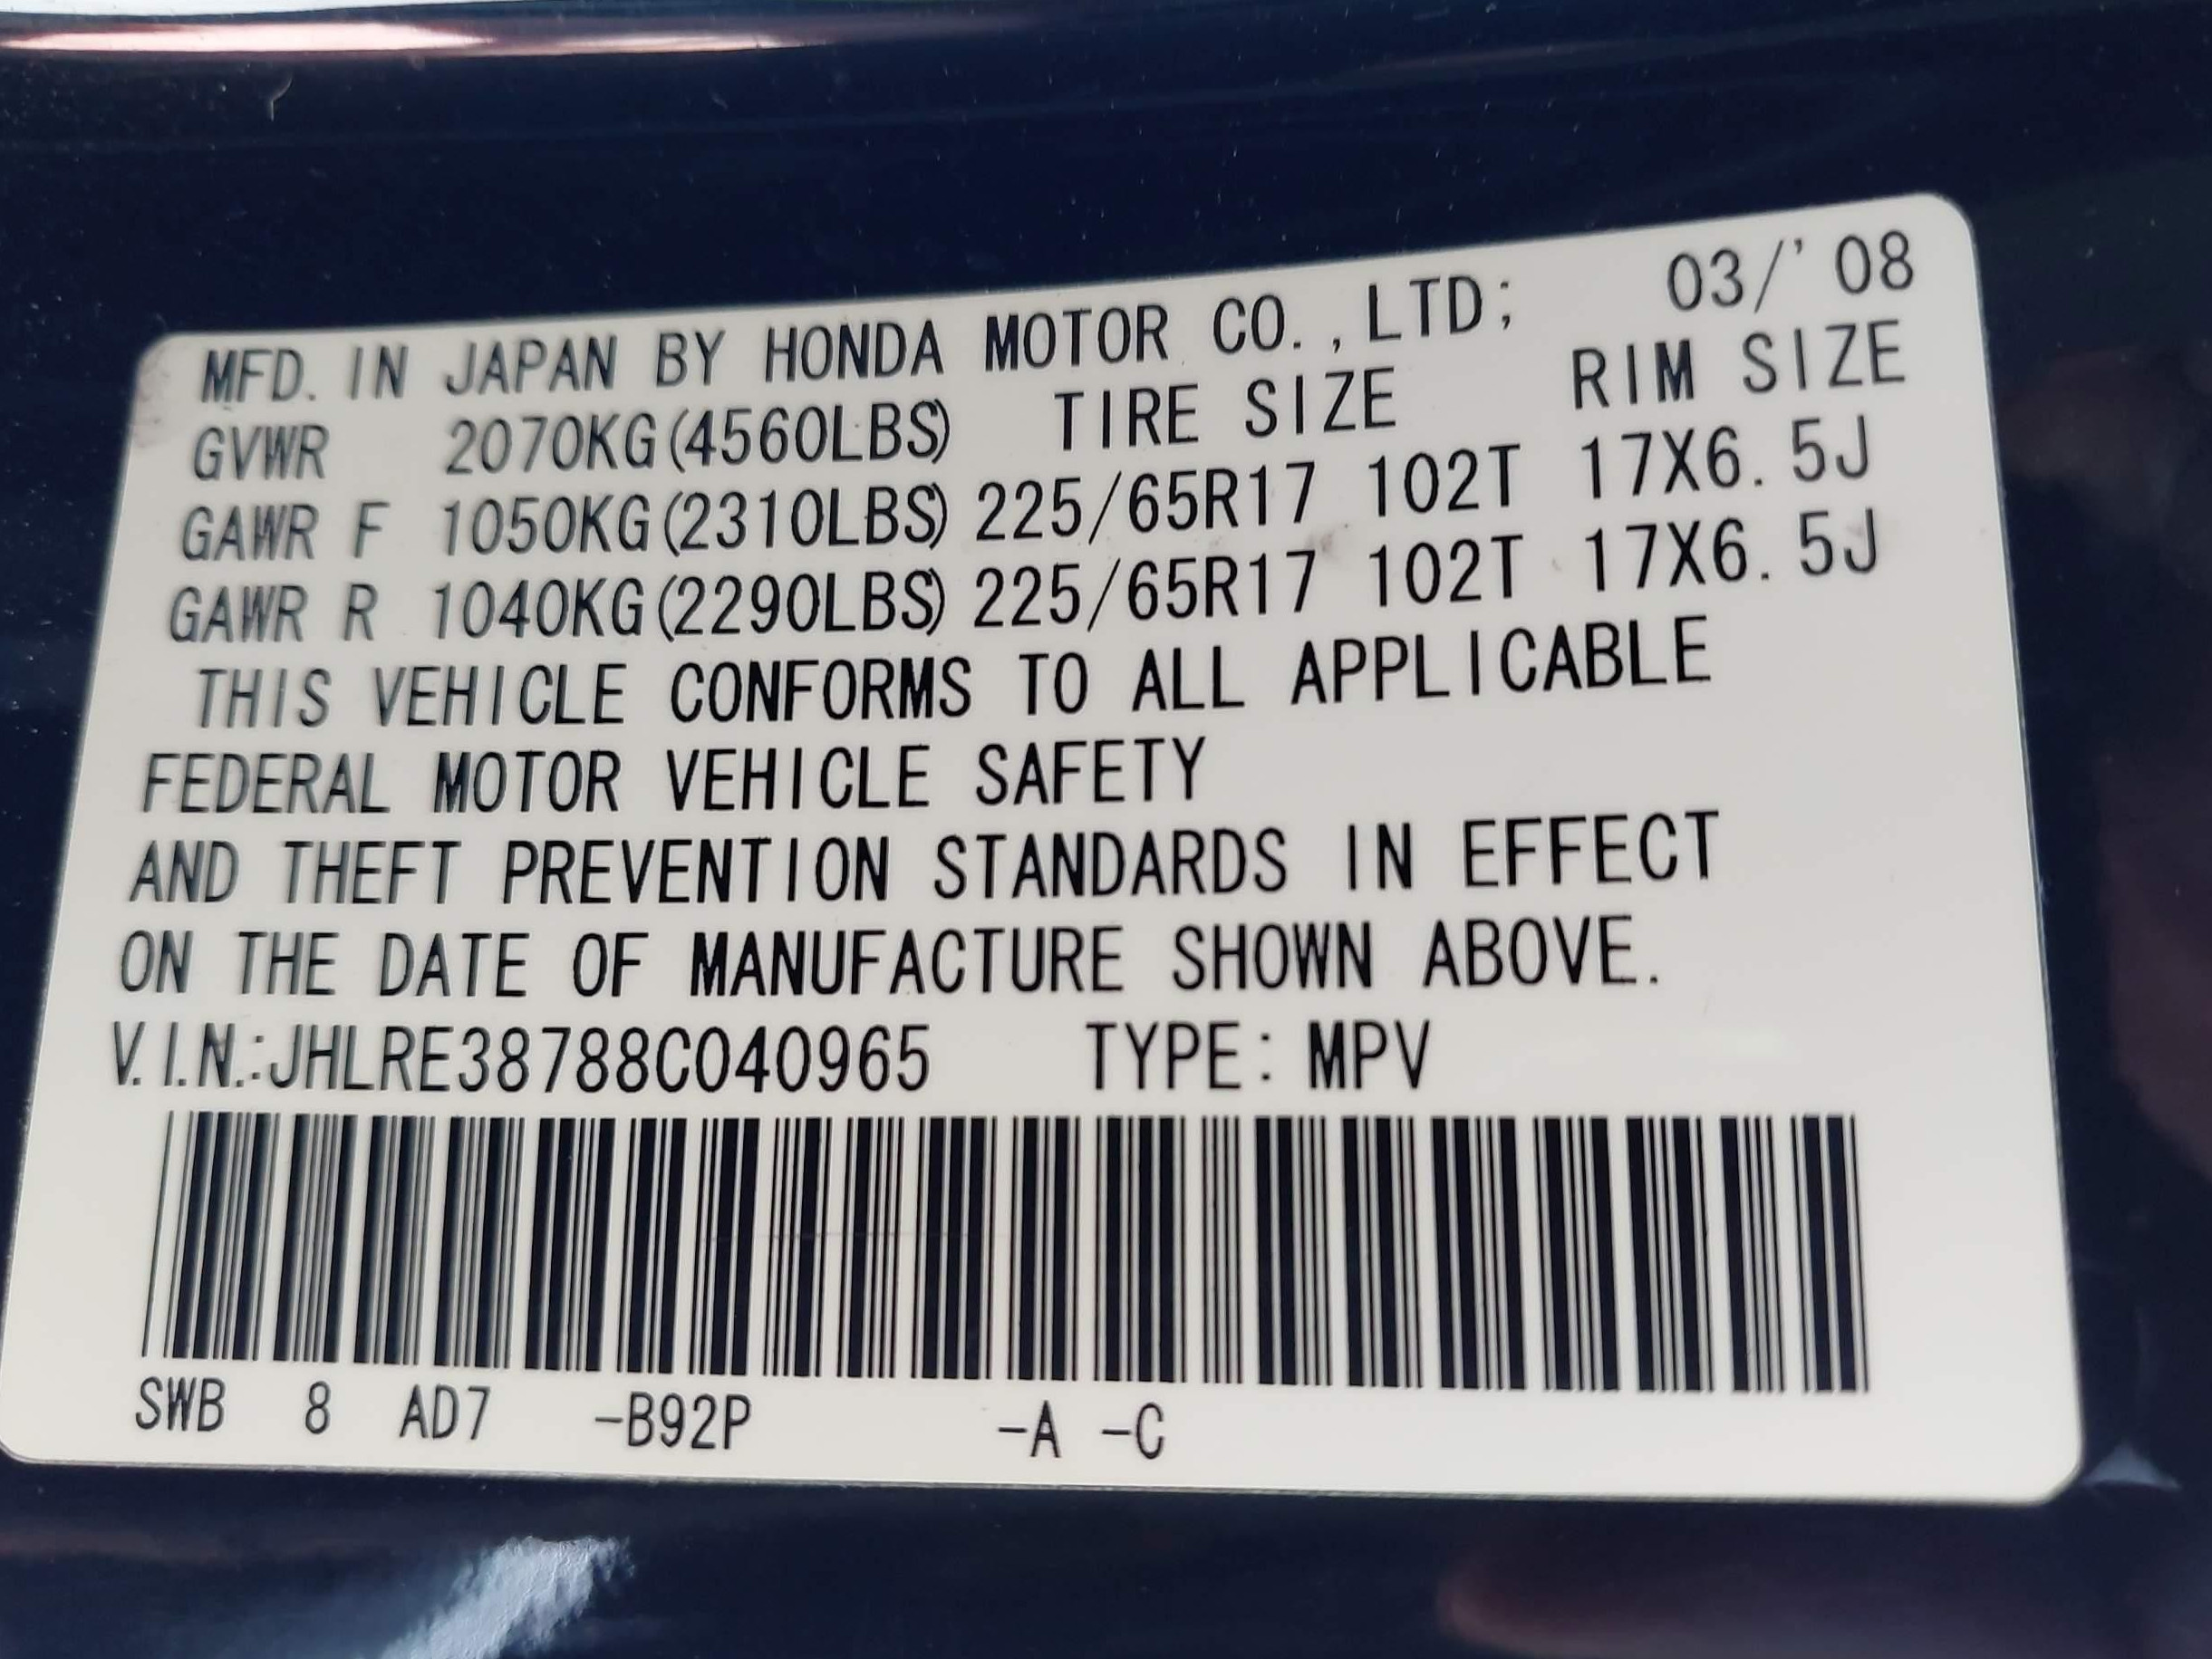 MFD. IN JAPAN BY HONDA MOTOR CO.,LTD; 03/'08
GVWR 2070KG(4560LBS) TIRE SIZE RIM SIZE
GAWR F 1050KG(2310LBS) 225/65R17 102T 17X6.5J
GAWR R 1040KG(2290LBS) 225/65R17 102T 17X6.5J
THIS VEHICLE CONFORMS TO ALL APPLICABLE
FEDERAL MOTOR VEHICLE SAFETY
AND THEFT PREVENTION STANDARDS IN EFFECT
ON THE DATE OF MANUFACTURE SHOWN ABOVE.
V.I.N.:JHLRE38788C040965 TYPE: MPV
SWB 8 AD7 -B92P -A -C